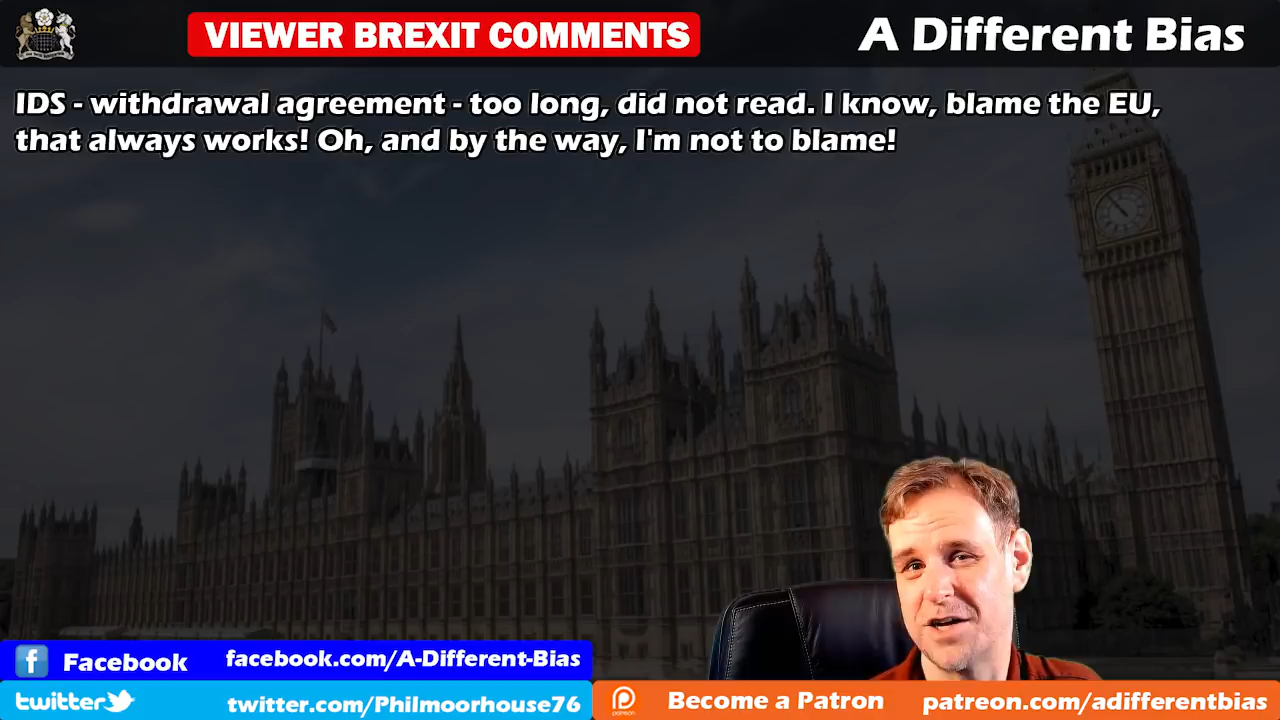 VIEWER BREXIT COMMENTS
A Different Bias
IDS - withdrawal agreement - too long, did not read. I know, blame the EU,
that always works! Oh, and by the way, I'm not to blame!
Facebook
facebook.com/A-Different-Bias
twitter
twitter.com/Philmoorhouse76
patreon
Become a Patron
patreon.com/adifferentbias